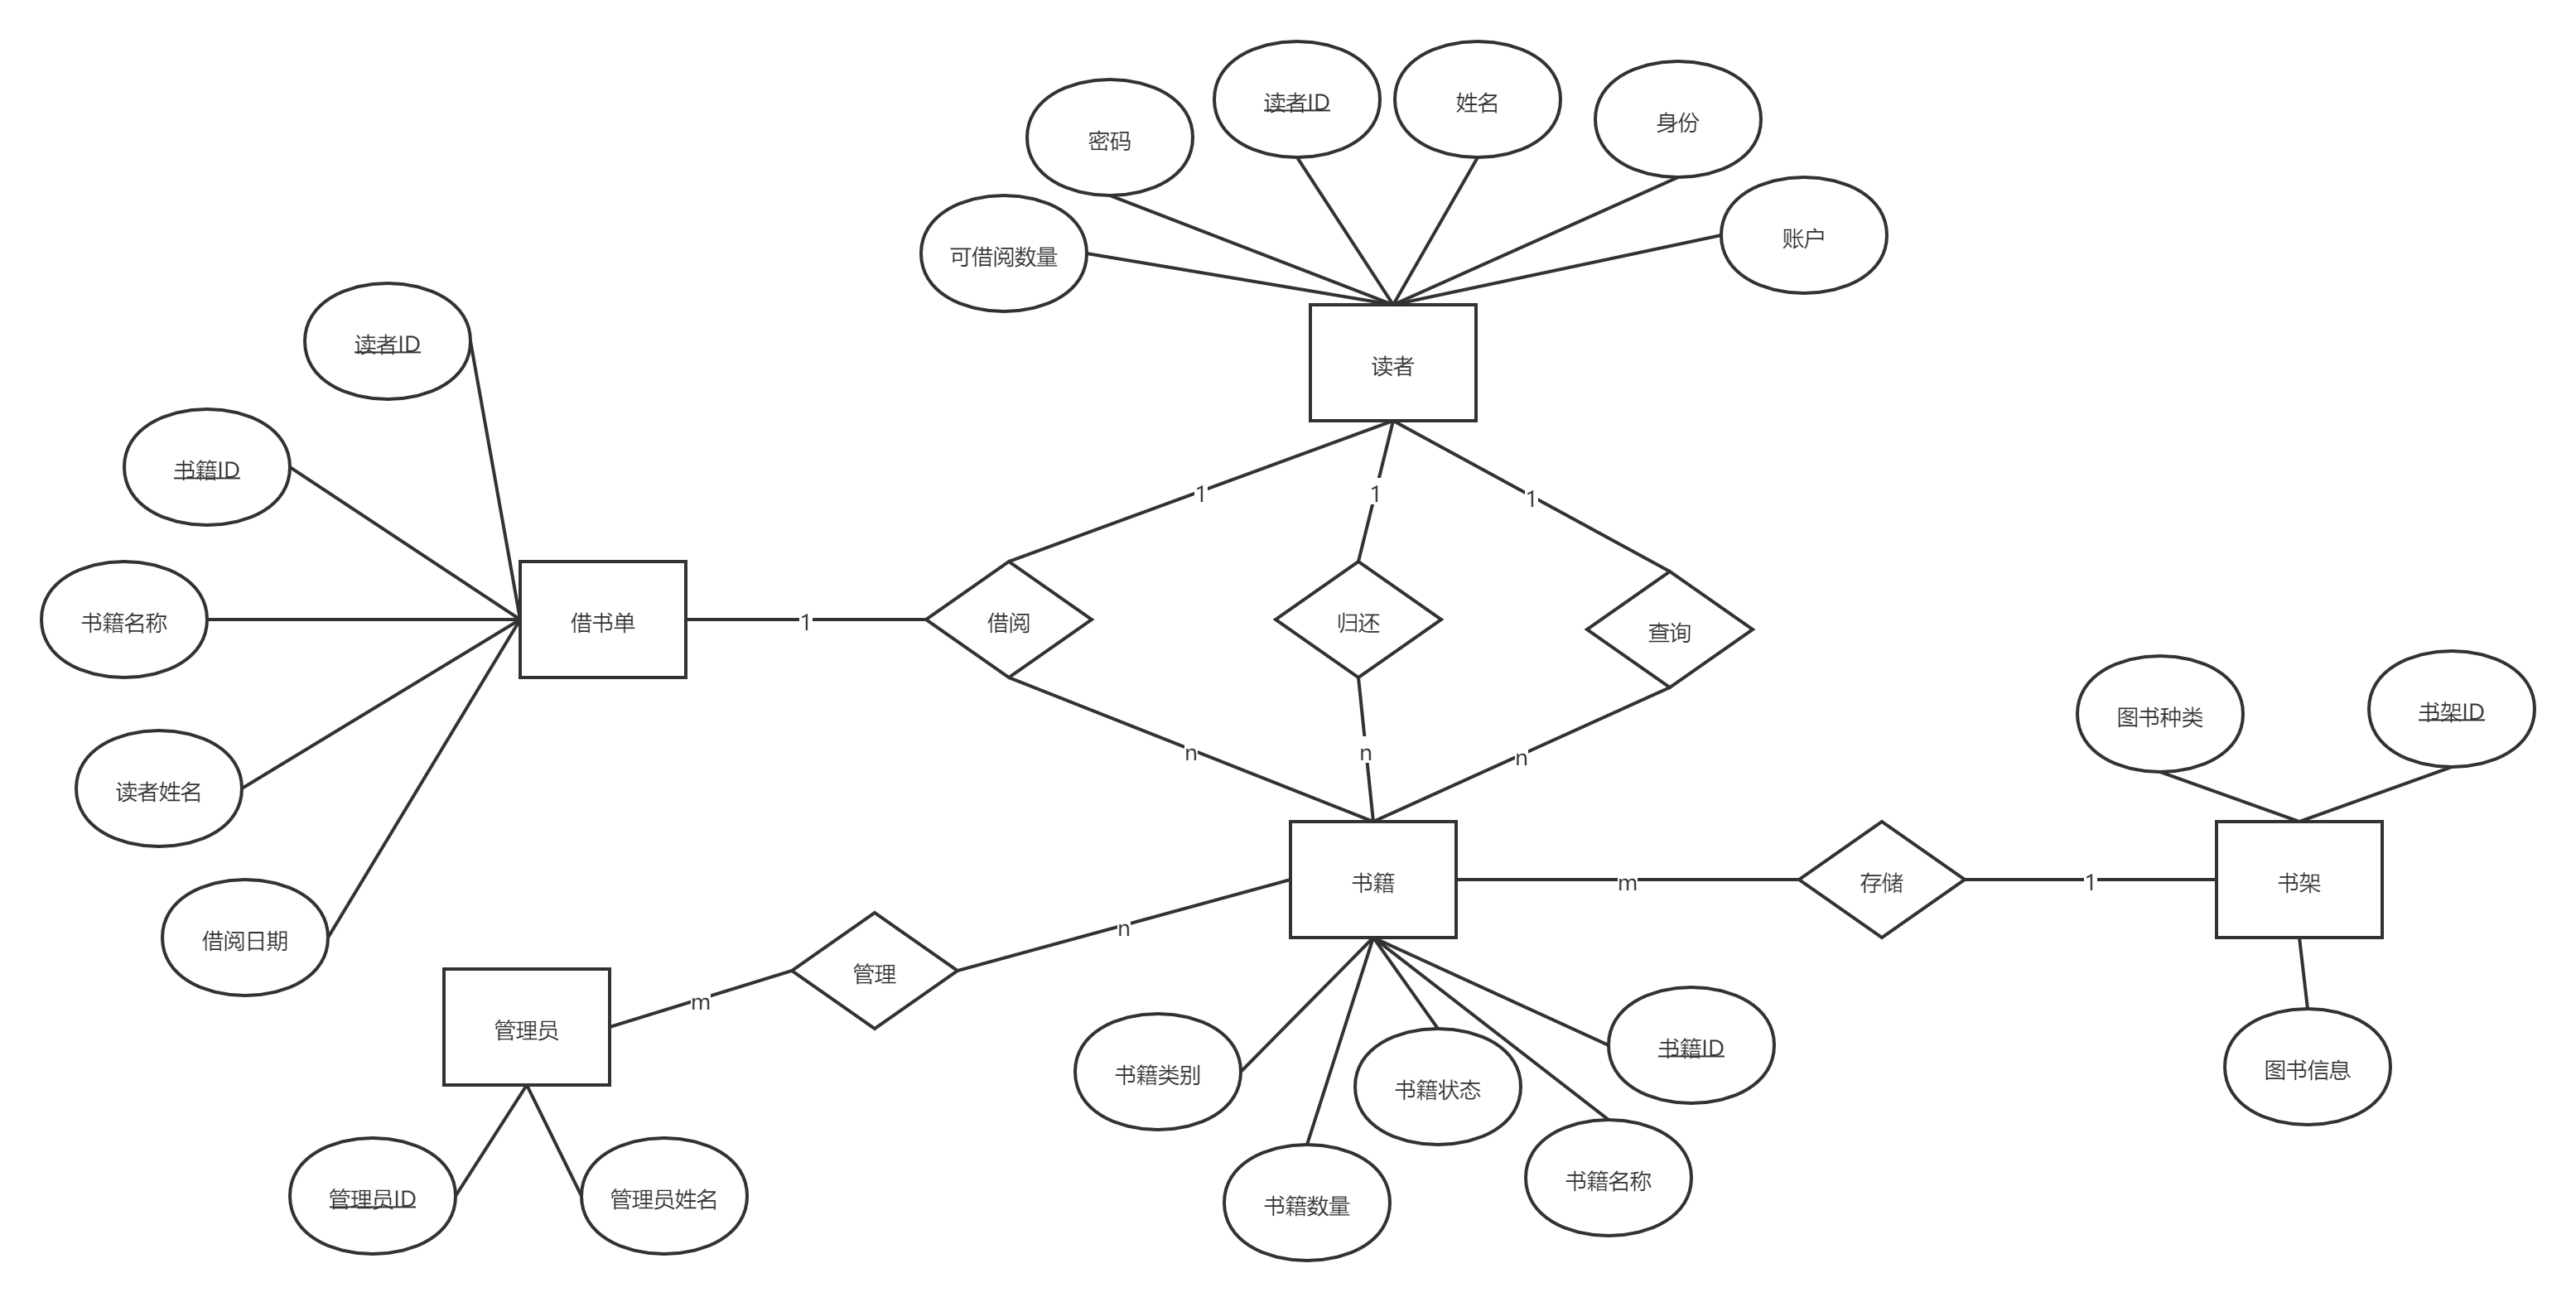 读者ID
姓名
身份
密码
账户
可借阅数量
读者ID
读者
书籍ID
1
1
1
书籍名称
借书单
1
借阅
归还
查询
图书种类
书架ID
n
n
n
读者姓名
书籍
m
存储
1
书架
n
借阅日期
管理
m
管理员
书籍ID
图书信息
书籍类别
书籍状态
书籍名称
管理员ID
管理员姓名
书籍数量